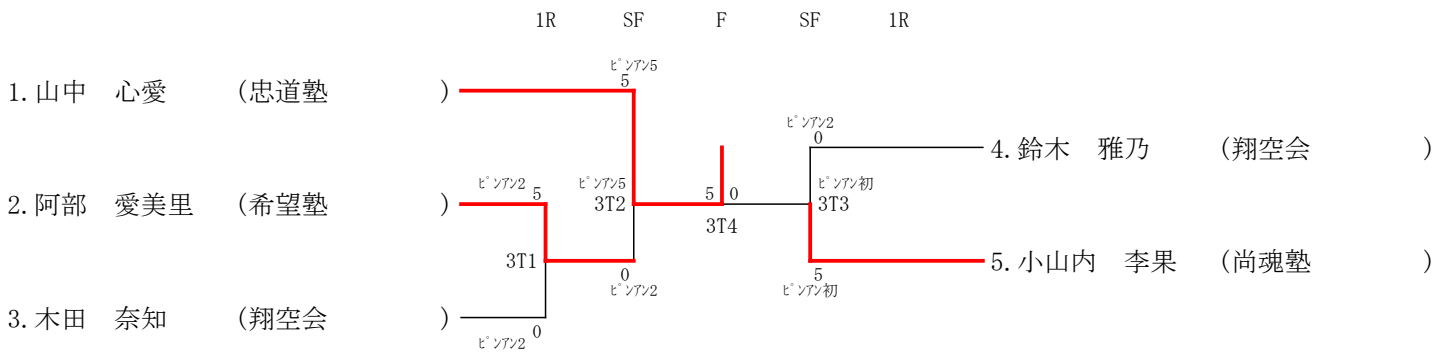 1R SF F SF 1R
ﾋﾟﾝｱﾝ5
5
1.山中　心愛　(忠道塾　)
ﾋﾟﾝｱﾝ2
0
4.鈴木　雅乃　(翔空会　)
ﾋﾟﾝｱﾝ2 5 ﾋﾟﾝｱﾝ5 5 0 ﾋﾟﾝｱﾝ初
2.阿部　愛美里　(希望塾　) 3T2 3T3
3T4
3T1
5.小山内　李果　(尚魂塾　)
0 5
ﾋﾟﾝｱﾝ2 ﾋﾟﾝｱﾝ初
3.木田　奈知　(翔空会　)
0
ﾋﾟﾝｱﾝ2